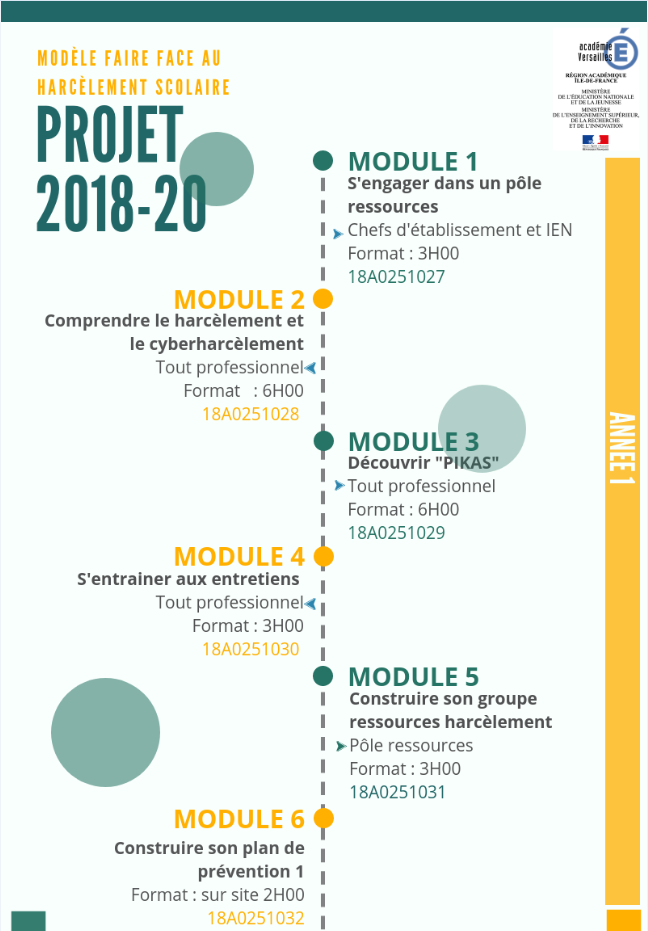 MODÈLE FAIRE FACE AU
HARCÈLEMENT SCOLAIRE
PROJET
2018-20
académie
Versailles
RÉGION ACADÉMIQUE
ÎLE-DE-FRANCE
MINISTÈRE
DE L'ÉDUCATION NATIONALE
ET DE LA JEUNESSE
MINISTÈRE
DE L'ENSEIGNEMENT SUPÉRIEUR,
DE LA RECHERCHE
ET DE L'INNOVATION
MODULE 1
S'engager dans un pôle
ressources
Chefs d'établissement et IEN
Format : 3H00
18A0251027
MODULE 2
Comprendre le harcèlement et
le cyberharcèlement
Tout professionnel
Format : 6H00
18A0251028
MODULE 3
Découvrir "PIKAS"
Tout professionnel
Format : 6H00
18A0251029
MODULE 4
S'entrainer aux entretiens
Tout professionnel
Format : 3H00
18A0251030
MODULE 5
Construire son groupe
ressources harcèlement
Pôle ressources
Format : 3H00
18A0251031
MODULE 6
Construire son plan de
prévention 1
Format : sur site 2H00
18A0251032
ANNEE 1